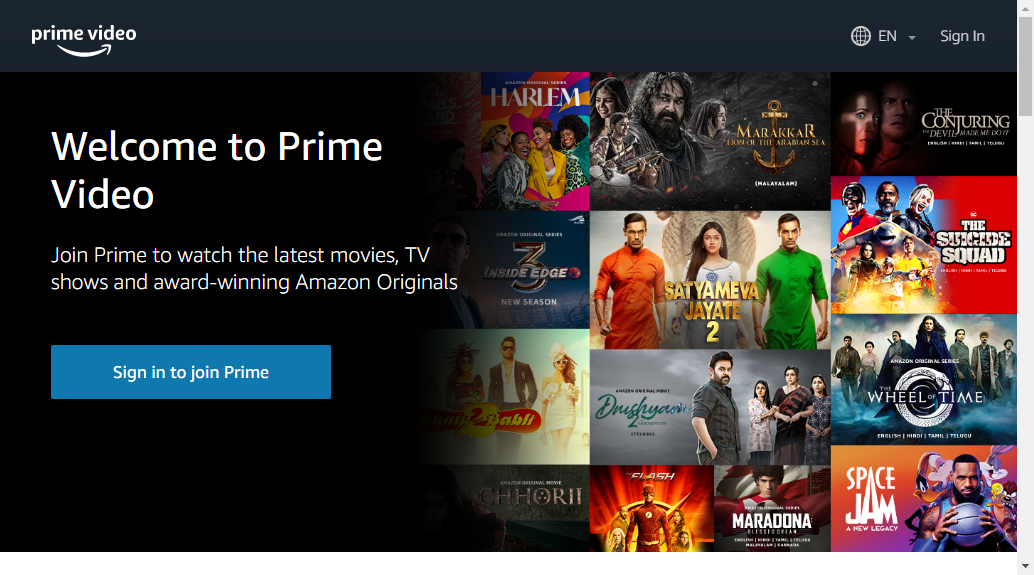 prime video
EN
Sign In
Welcome to Prime
Video
Join Prime to watch the latest movies, TV
shows and award-winning Amazon Originals
Sign in to join Prime
AMAZON ORIGINAL SERIES
HARLEM
MARAKKAR
LION OF THE ARABIAN SEA
(MALAYALAM)
THE
CONJURING
THE DEVIL MADE ME DO IT
ENGLISH | HINDI | TAMIL | TELUGU
AMAZON ORIGINAL SERIES
3
INSIDE EDGE
NEW SEASON
SATYAMEVA
JAYATE
2
DC
THE
SUICIDE
SQUAD
ENGLISH | HINDI | TAMIL | TELUGU
2
Babli
AMAZON ORIGINAL MOVIE
Drushyam
2
(TELUGU)
AMAZON ORIGINAL SERIES
THE
WHEEL OF TIME
ENGLISH | HINDI | TAMIL | TELUGU
AMAZON ORIGINAL MOVIE
CHHORII
FLASH
AMAZON ORIGINAL SERIES
MARADONA
BLESSED DREAM
ENGLISH | HINDI | TAMIL | TELUGU
MALAYALAM | KANNADA
SPACE
JAM
A NEW LEGACY